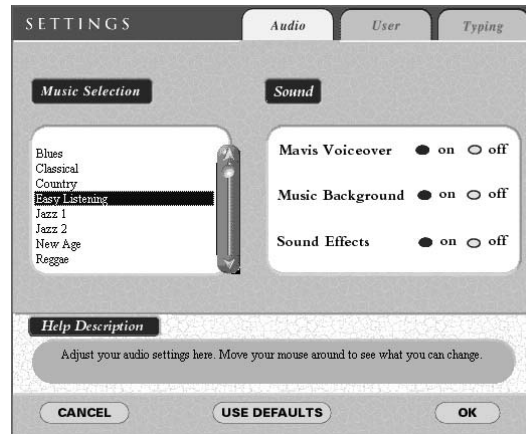 SETTINGS
Audio
User
Typing
Music Selection
Blues
Classical
Country
Easy Listening
Jazz 1
Jazz 2
New Age
Reggae
Sound
Mavis Voiceover on off
Music Background on off
Sound Effects on off
Help Description
Adjust your audio settings here. Move your mouse around to see what you can change.
CANCEL
USE DEFAULTS
OK